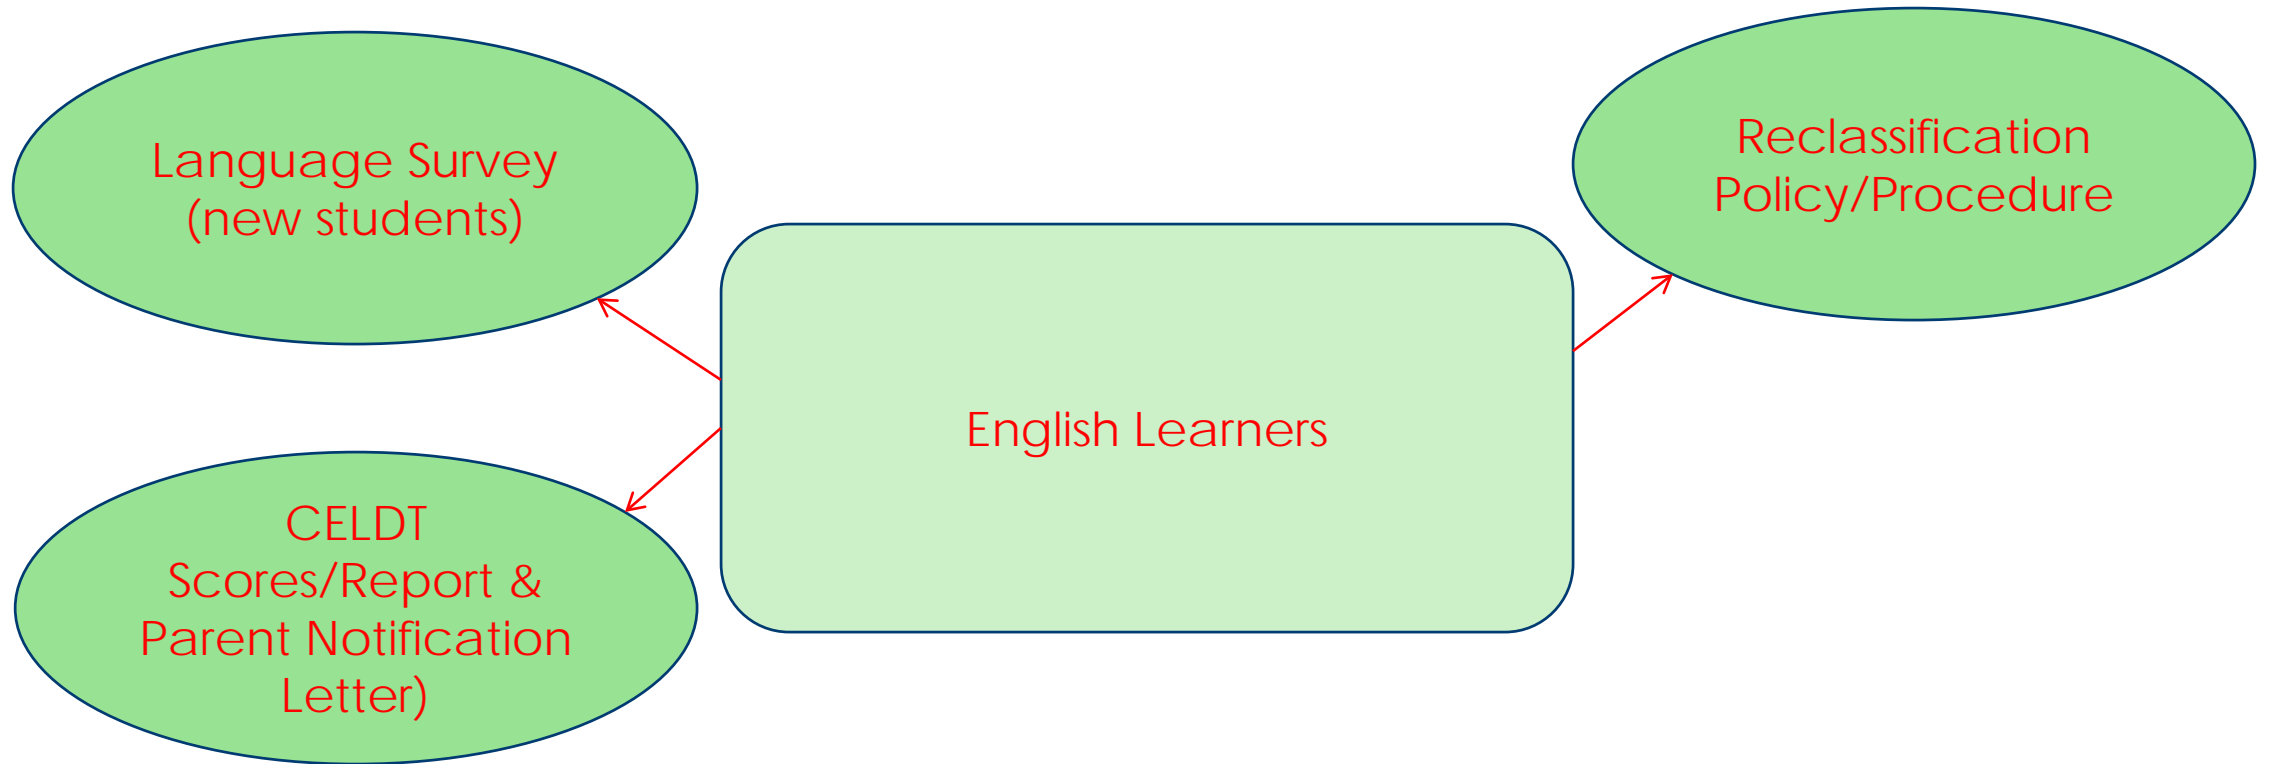 Language Survey
(new students)
Reclassification
Policy/Procedure
English Learners
CELDT
Scores/Report &
Parent Notification
Letter)